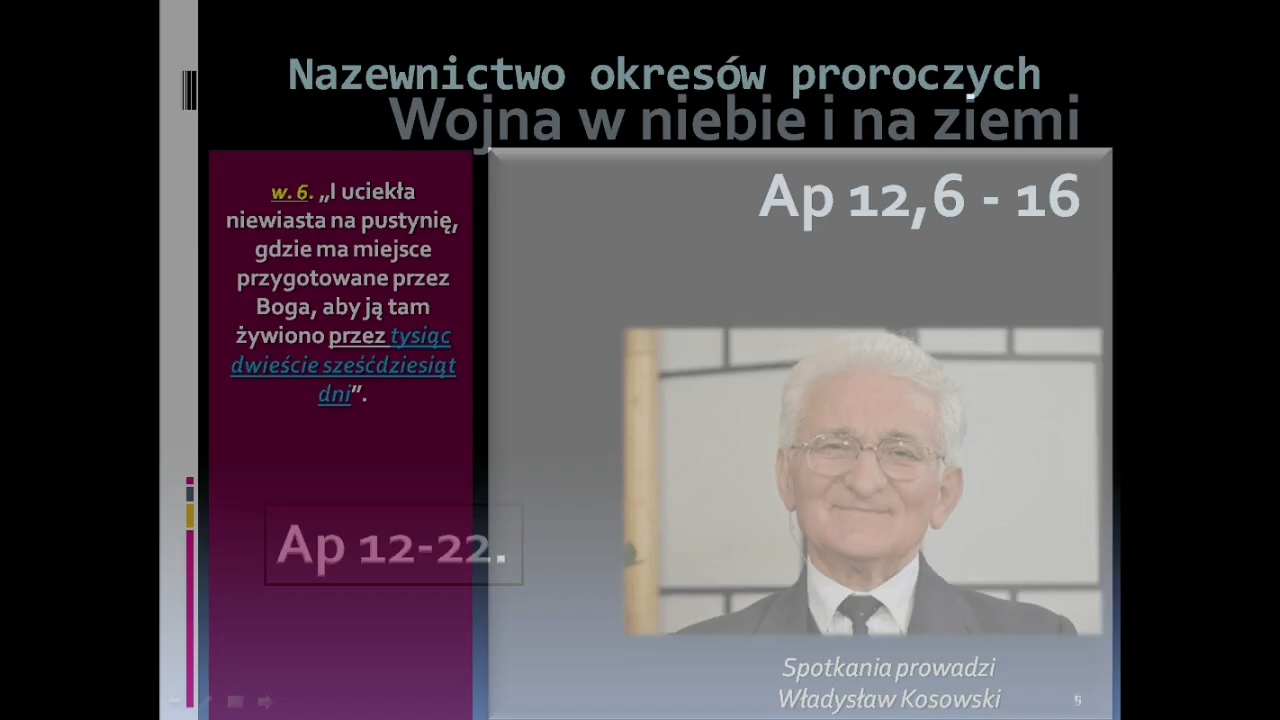 Nazewnictwo okresów proroczych
Wojna w niebie i na ziemi
Ap 12,6 - 16
w. 6. „I uciekła
niewiasta na pustynię,
gdzie ma miejsce
przygotowane przez
Boga, aby ją tam
żywiono przez tysiąc
dwieście sześćdziesiąt
dni”.
Ap 12-22.
Spotkania prowadzi
Władysław Kosowski
5